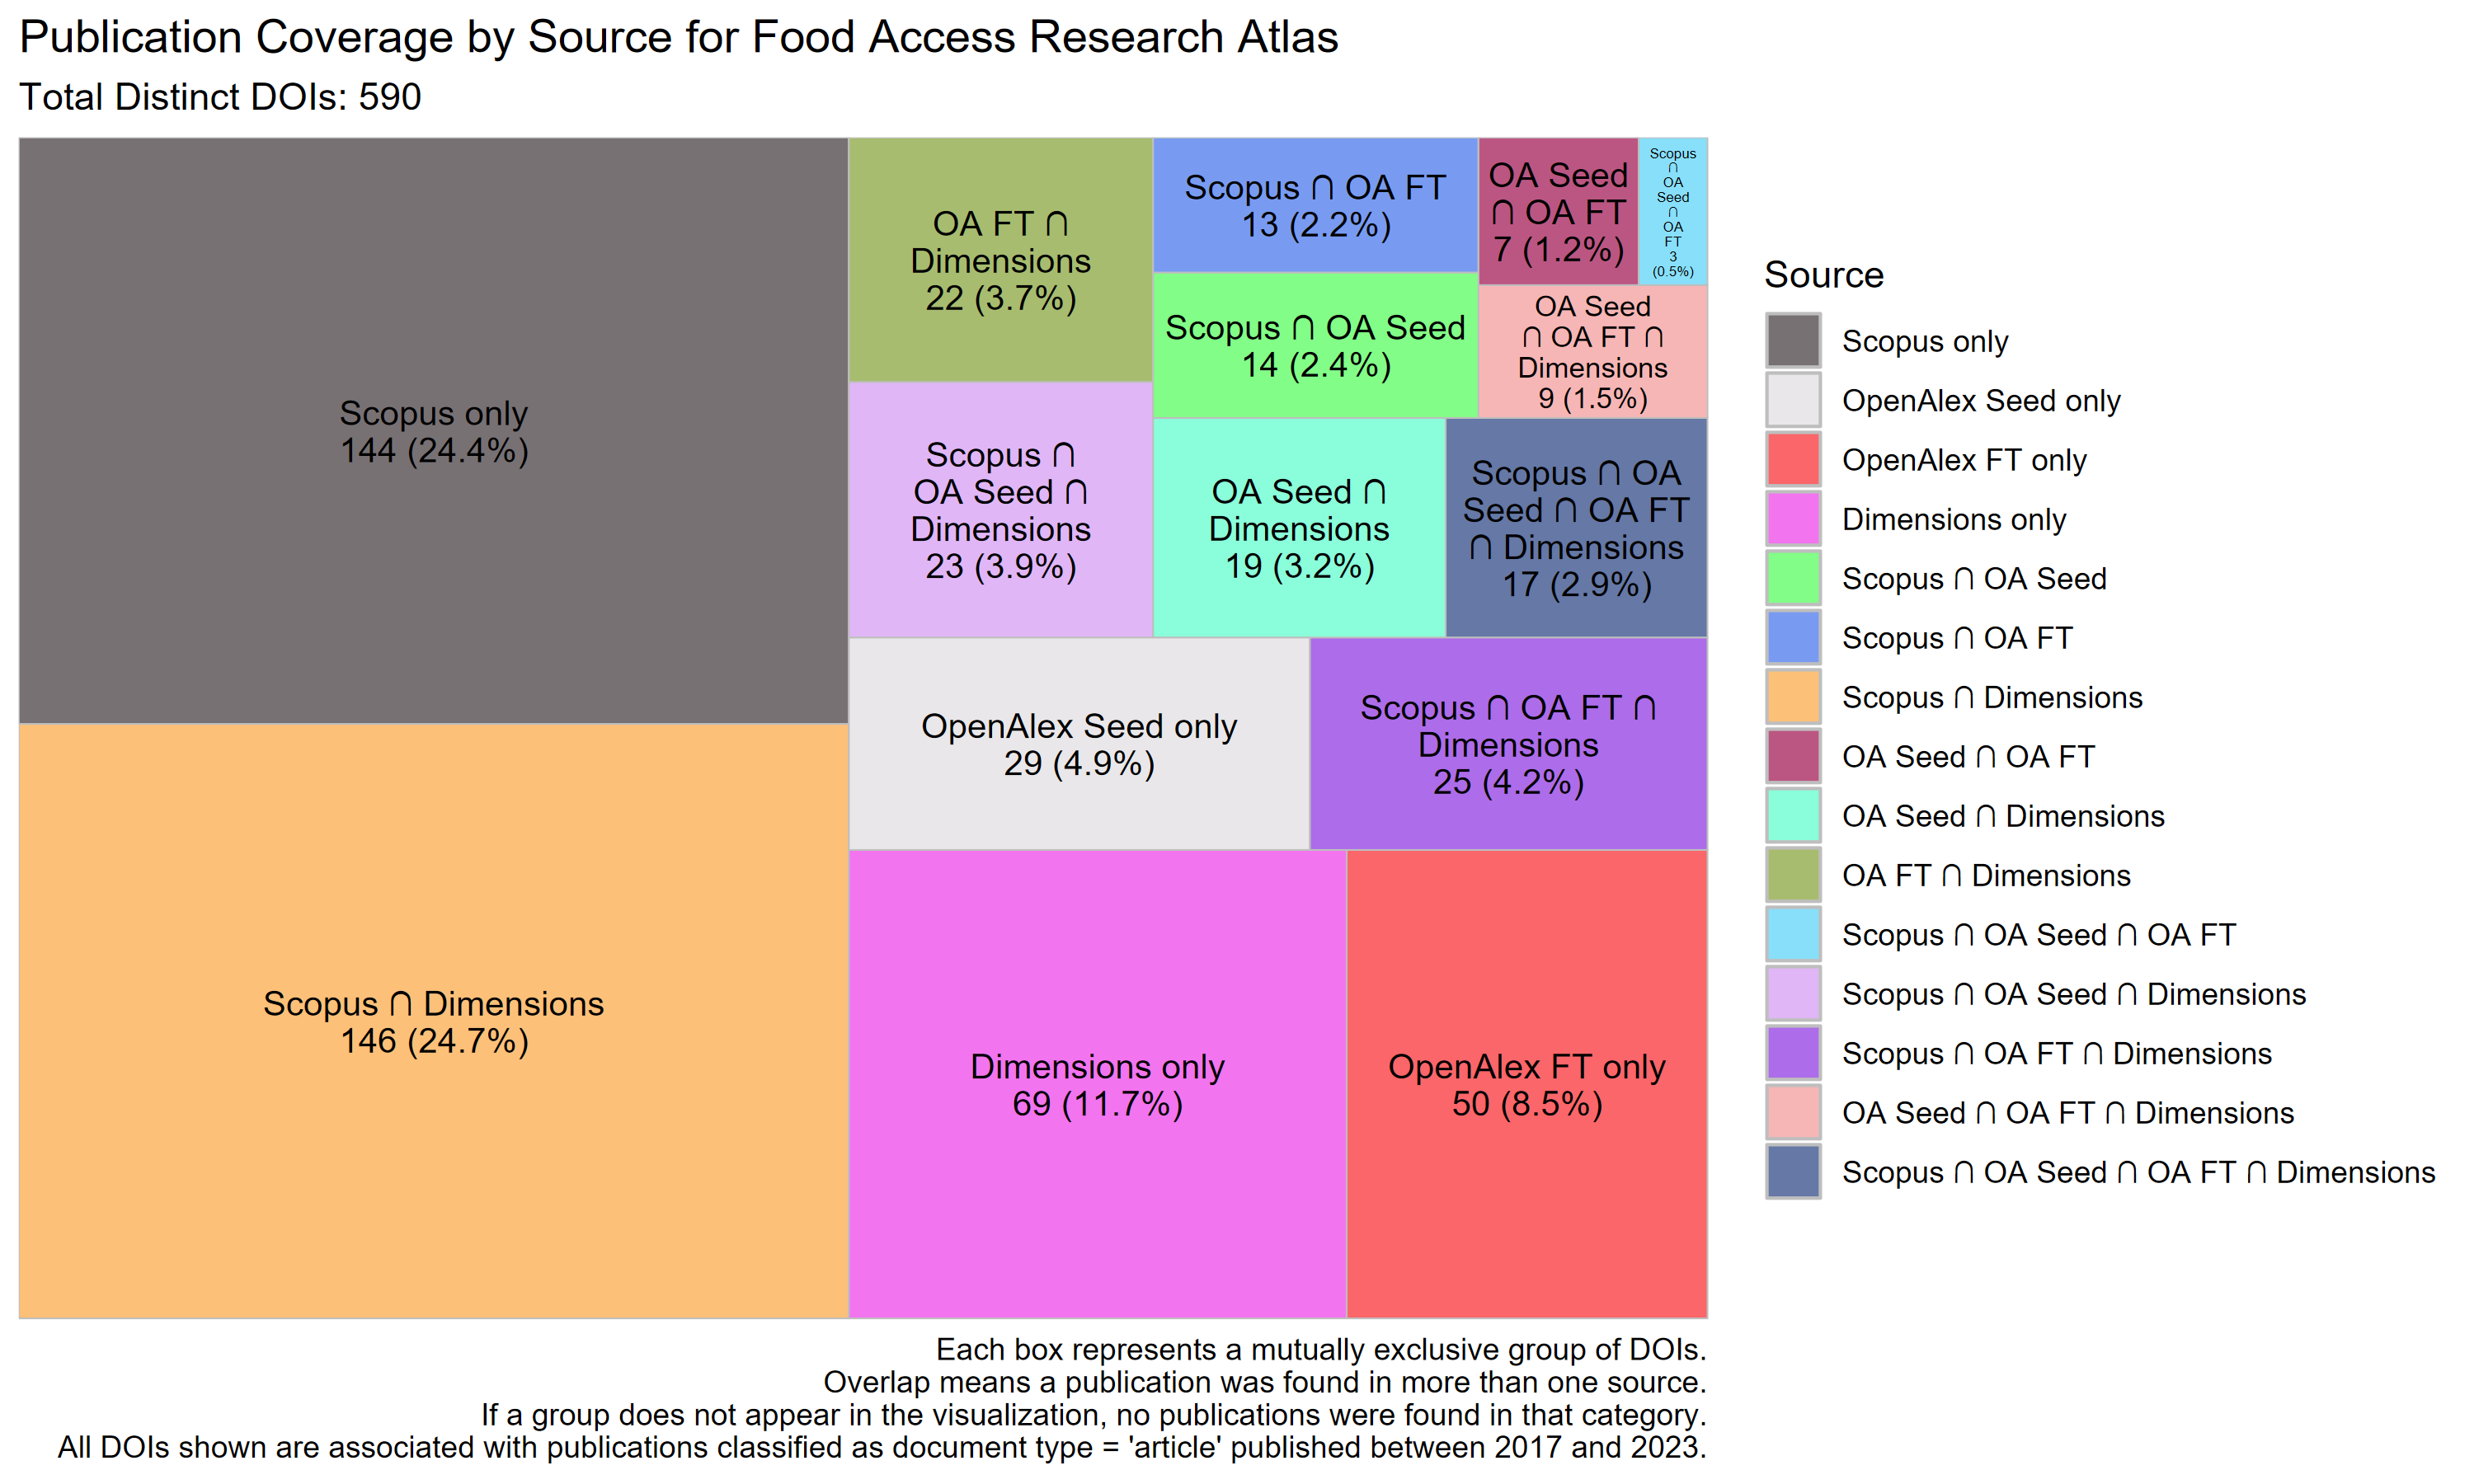 Publication Coverage by Source for Food Access Research Atlas
Total Distinct DOIs: 590
Scopus only
144 (24.4%)
Scopus ∩ Dimensions
146 (24.7%)
OA FT ∩
Dimensions
22 (3.7%)
Scopus ∩
OA Seed ∩
Dimensions
23 (3.9%)
Scopus ∩ OA FT
13 (2.2%)
Scopus ∩ OA Seed
14 (2.4%)
OA Seed
∩ OA FT
7 (1.2%)
Scopus
∩
OA
Seed
∩
OA
FT
3
(0.5%)
OA Seed
∩ OA FT ∩
Dimensions
9 (1.5%)
OA Seed ∩
Dimensions
19 (3.2%)
Scopus ∩ OA
Seed ∩ OA FT
∩ Dimensions
17 (2.9%)
OpenAlex Seed only
29 (4.9%)
Scopus ∩ OA FT ∩
Dimensions
25 (4.2%)
Dimensions only
69 (11.7%)
OpenAlex FT only
50 (8.5%)
Source
Scopus only
OpenAlex Seed only
OpenAlex FT only
Dimensions only
Scopus ∩ OA Seed
Scopus ∩ OA FT
Scopus ∩ Dimensions
OA Seed ∩ OA FT
OA Seed ∩ Dimensions
OA FT ∩ Dimensions
Scopus ∩ OA Seed ∩ OA FT
Scopus ∩ OA Seed ∩ Dimensions
Scopus ∩ OA FT ∩ Dimensions
OA Seed ∩ OA FT ∩ Dimensions
Scopus ∩ OA Seed ∩ OA FT ∩ Dimensions
Each box represents a mutually exclusive group of DOIs.
Overlap means a publication was found in more than one source.
If a group does not appear in the visualization, no publications were found in that category.
All DOIs shown are associated with publications classified as document type = 'article' published between 2017 and 2023.